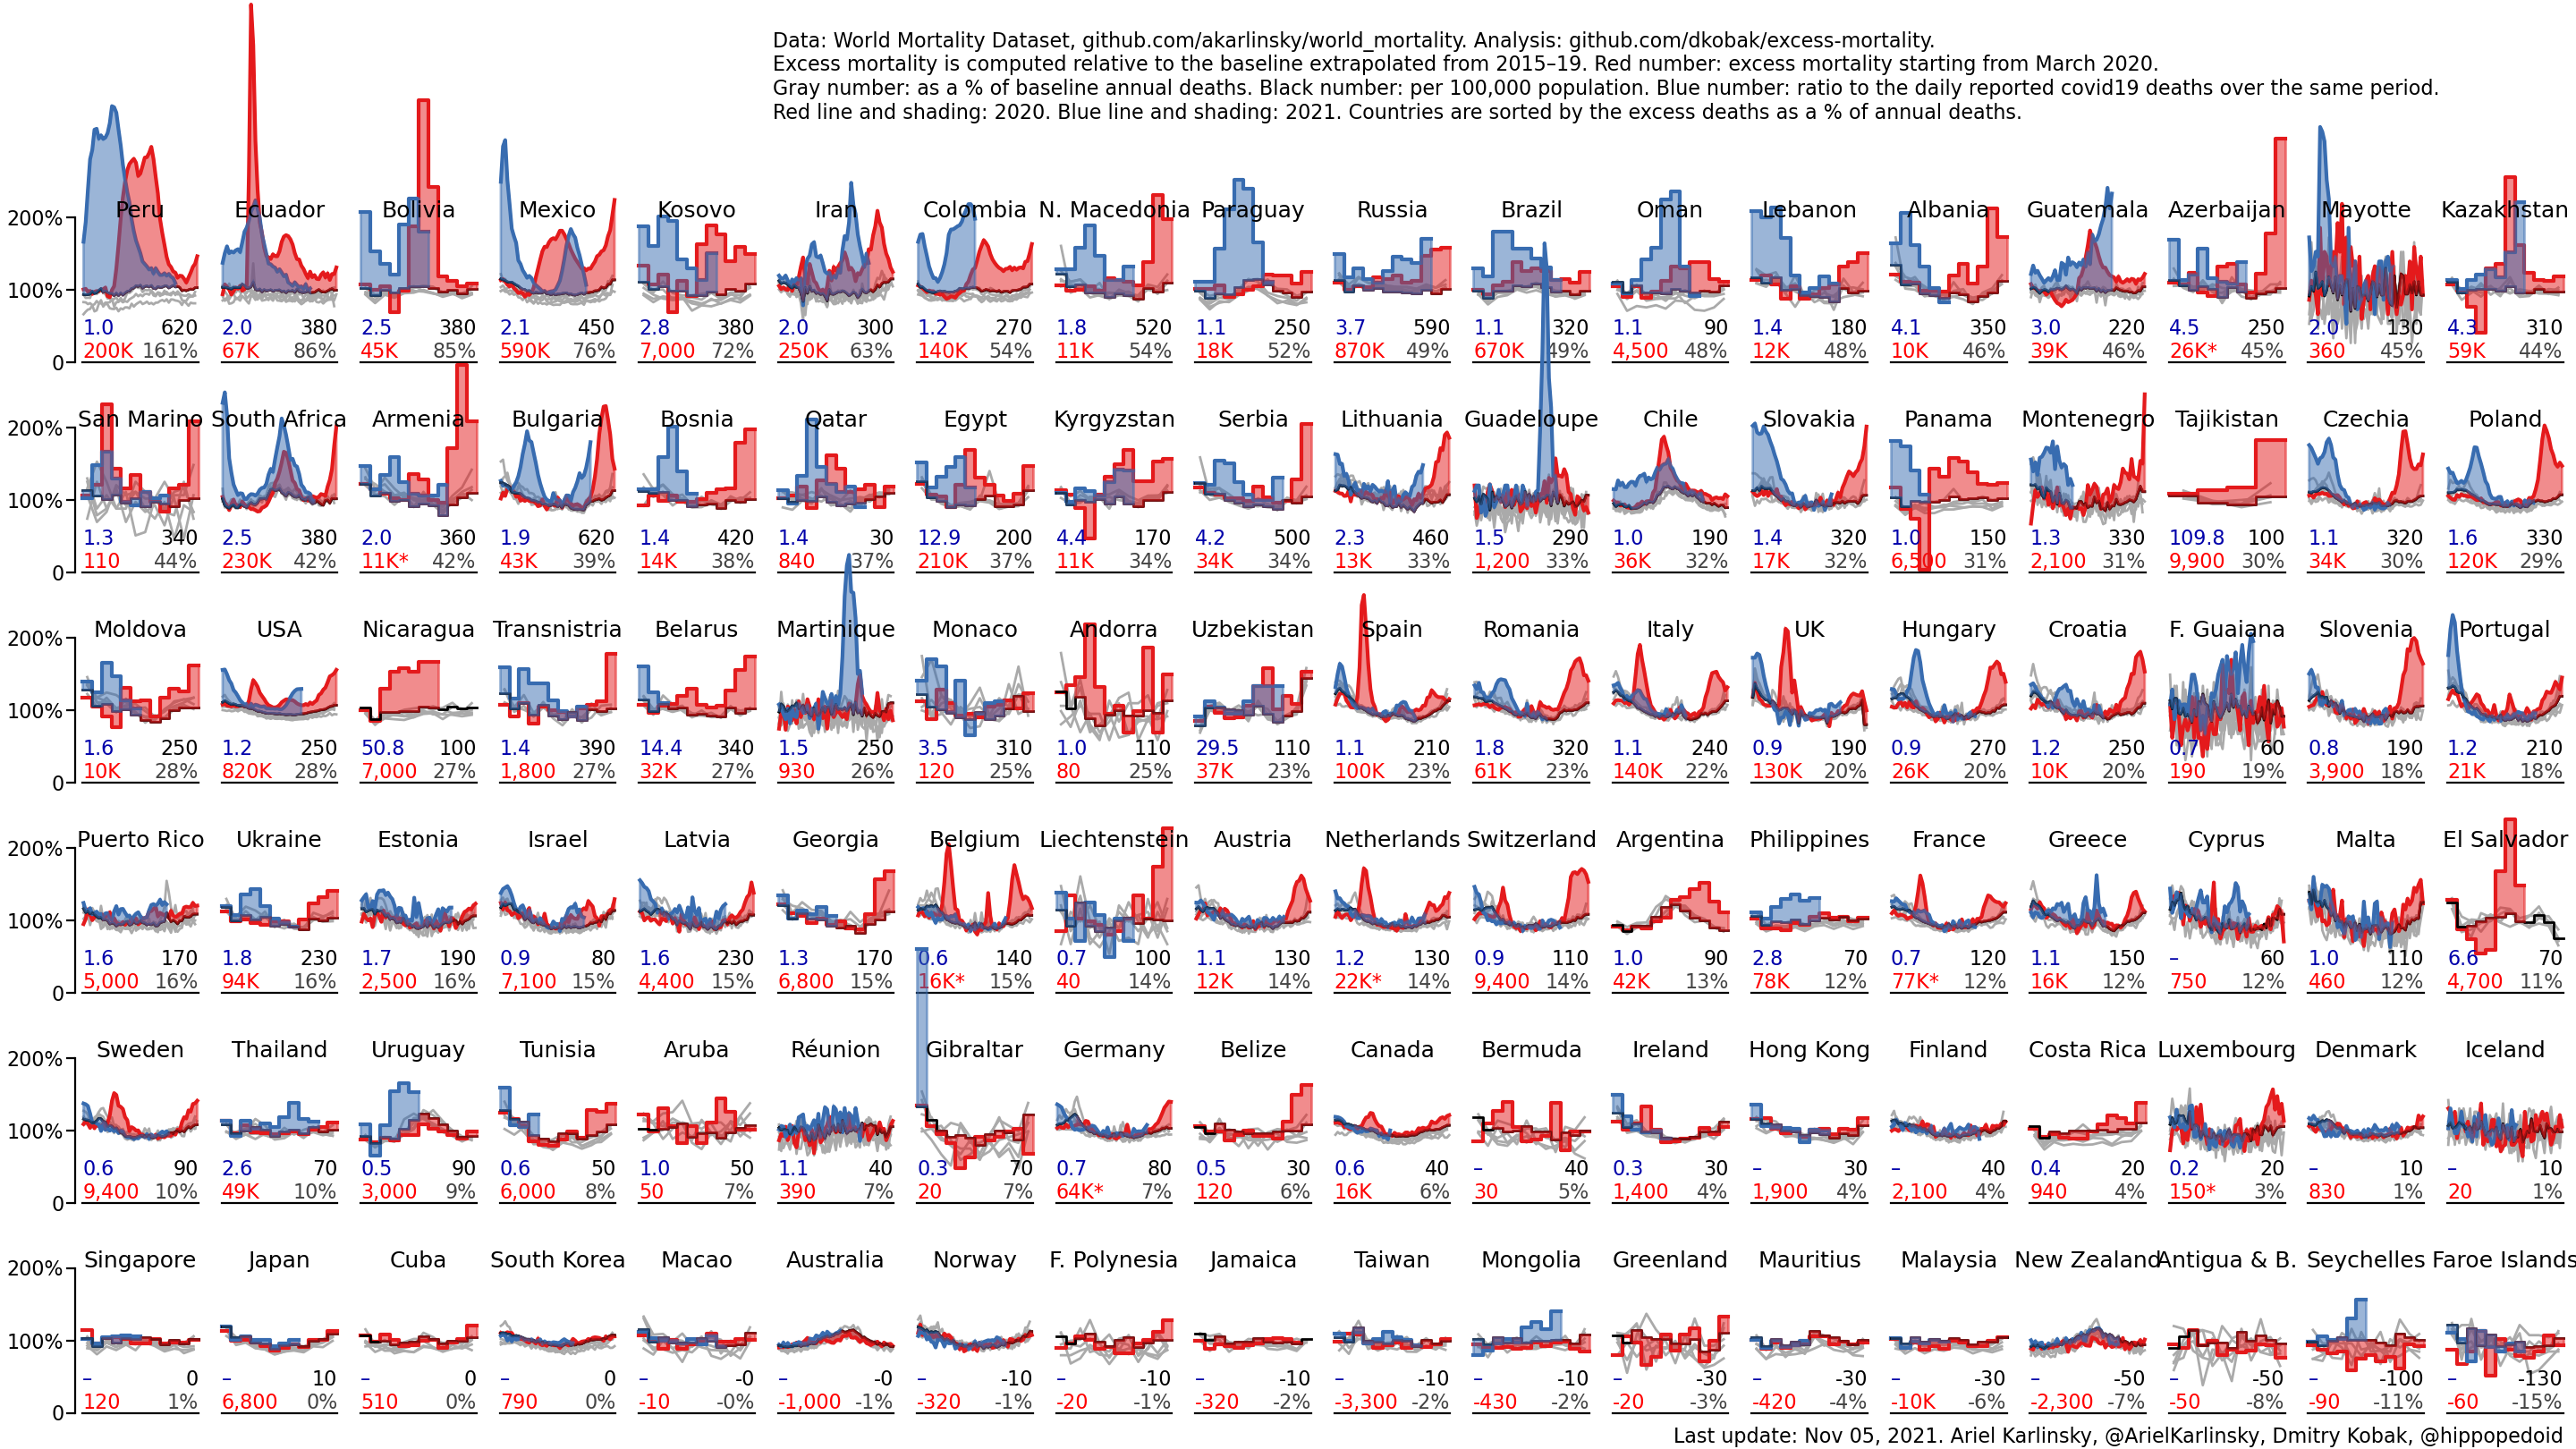 Data: World Mortality Dataset, github.com/akarlinsky/world_mortality. Analysis: github.com/dkobak/excess-mortality.
Excess mortality is computed relative to the baseline extrapolated from 2015–19. Red number: excess mortality starting from March 2020.
Gray number: as a % of baseline annual deaths. Black number: per 100,000 population. Blue number: ratio to the daily reported covid19 deaths over the same period.
Red line and shading: 2020. Blue line and shading: 2021. Countries are sorted by the excess deaths as a % of annual deaths.
200% Peru Ecuador Bolivia Mexico Kosovo Iran Colombia N. Macedonia Paraguay Russia Brazil Oman Lebanon Albania Guatemala Azerbaijan Mayotte Kazakhstan
100%
1.0 620 2.0 380 2.5 380 2.1 450 2.8 380 2.0 300 1.2 270 1.8 520 1.1 250 3.7 590 1.1 320 1.1 90 1.4 180 4.1 350 3.0 220 4.5 250 2.0 130 4.3 310
0 200K 161% 67K 86% 45K 85% 590K 76% 7,000 72% 250K 63% 140K 54% 11K 54% 18K 52% 870K 49% 670K 49% 4,500 48% 12K 48% 10K 46% 39K 46% 26K* 45% 360 45% 59K 44%
200% San Marino South Africa Armenia Bulgaria Bosnia Qatar Egypt Kyrgyzstan Serbia Lithuania Guadeloupe Chile Slovakia Panama Montenegro Tajikistan Czechia Poland
100%
1.3 340 2.5 380 2.0 360 1.9 620 1.4 420 1.4 30 12.9 200 4.4 170 4.2 500 2.3 460 1.5 290 1.0 190 1.4 320 1.0 150 1.3 330 109.8 100 1.1 320 1.6 330
0 110 44% 230K 42% 11K* 42% 43K 39% 14K 38% 840 37% 210K 37% 11K 34% 34K 34% 13K 33% 1,200 33% 36K 32% 17K 32% 6,500 31% 2,100 31% 9,900 30% 34K 30% 120K 29%
200% Moldova USA Nicaragua Transnistria Belarus Martinique Monaco Andorra Uzbekistan Spain Romania Italy UK Hungary Croatia F. Guaiana Slovenia Portugal
100%
1.6 250 1.2 250 50.8 100 1.4 390 14.4 340 1.5 250 3.5 310 1.0 110 29.5 110 1.1 210 1.8 320 1.1 240 0.9 190 0.9 270 1.2 250 0.7 60 0.8 190 1.2 210
0 10K 28% 820K 28% 7,000 27% 1,800 27% 32K 27% 930 26% 120 25% 80 25% 37K 23% 100K 23% 61K 23% 140K 22% 130K 20% 26K 20% 10K 20% 190 19% 3,900 18% 21K 18%
200% Puerto Rico Ukraine Estonia Israel Latvia Georgia Belgium Liechtenstein Austria Netherlands Switzerland Argentina Philippines France Greece Cyprus Malta El Salvador
100%
1.6 170 1.8 230 1.7 190 0.9 80 1.6 230 1.3 170 0.6 140 0.7 100 1.1 130 1.2 130 0.9 110 1.0 90 2.8 70 0.7 120 1.1 150 – 60 1.0 110 6.6 70
0 5,000 16% 94K 16% 2,500 16% 7,100 15% 4,400 15% 6,800 15% 16K* 15% 40 14% 12K 14% 22K* 14% 9,400 14% 42K 13% 78K 12% 77K* 12% 16K 12% 750 12% 460 12% 4,700 11%
200% Sweden Thailand Uruguay Tunisia Aruba Réunion Gibraltar Germany Belize Canada Bermuda Ireland Hong Kong Finland Costa Rica Luxembourg Denmark Iceland
100%
0.6 90 2.6 70 0.5 90 0.6 50 1.0 50 1.1 40 0.3 70 0.7 80 0.5 30 0.6 40 – 40 0.3 30 – 30 – 40 0.4 20 0.2 20 – 10 – 10
0 9,400 10% 49K 10% 3,000 9% 6,000 8% 50 7% 390 7% 20 7% 64K* 7% 120 6% 16K 6% 30 5% 1,400 4% 1,900 4% 2,100 4% 940 4% 150* 3% 830 1% 20 1%
200% Singapore Japan Cuba South Korea Macao Australia Norway F. Polynesia Jamaica Taiwan Mongolia Greenland Mauritius Malaysia New Zealand Antigua & B. Seychelles Faroe Islands
100%
– 0 – 10 – 0 – 0 – -0 – -0 – -10 – -10 – -10 – -10 – -10 – -30 – -30 – -30 – -50 – -50 – -100 – -130
0 120 1% 6,800 0% 510 0% 790 0% -10 -0% -1,000 -1% -320 -1% -20 -1% -320 -2% -3,300 -2% -430 -2% -20 -3% -420 -4% -10K -6% -2,300 -7% -50 -8% -90 -11% -60 -15%
Last update: Nov 05, 2021. Ariel Karlinsky, @ArielKarlinsky, Dmitry Kobak, @hippopedoid